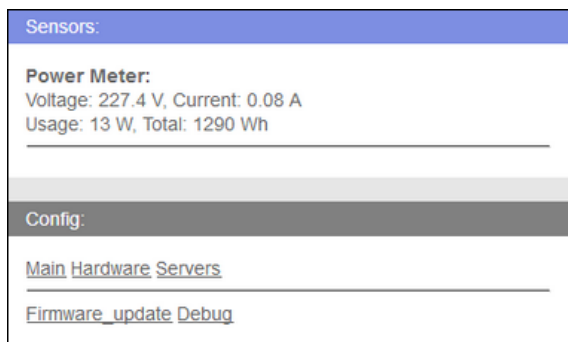 Sensors:
Power Meter:
Voltage: 227.4 V, Current: 0.08 A
Usage: 13 W, Total: 1290 Wh
Config:
Main Hardware Servers
Firmware_update Debug